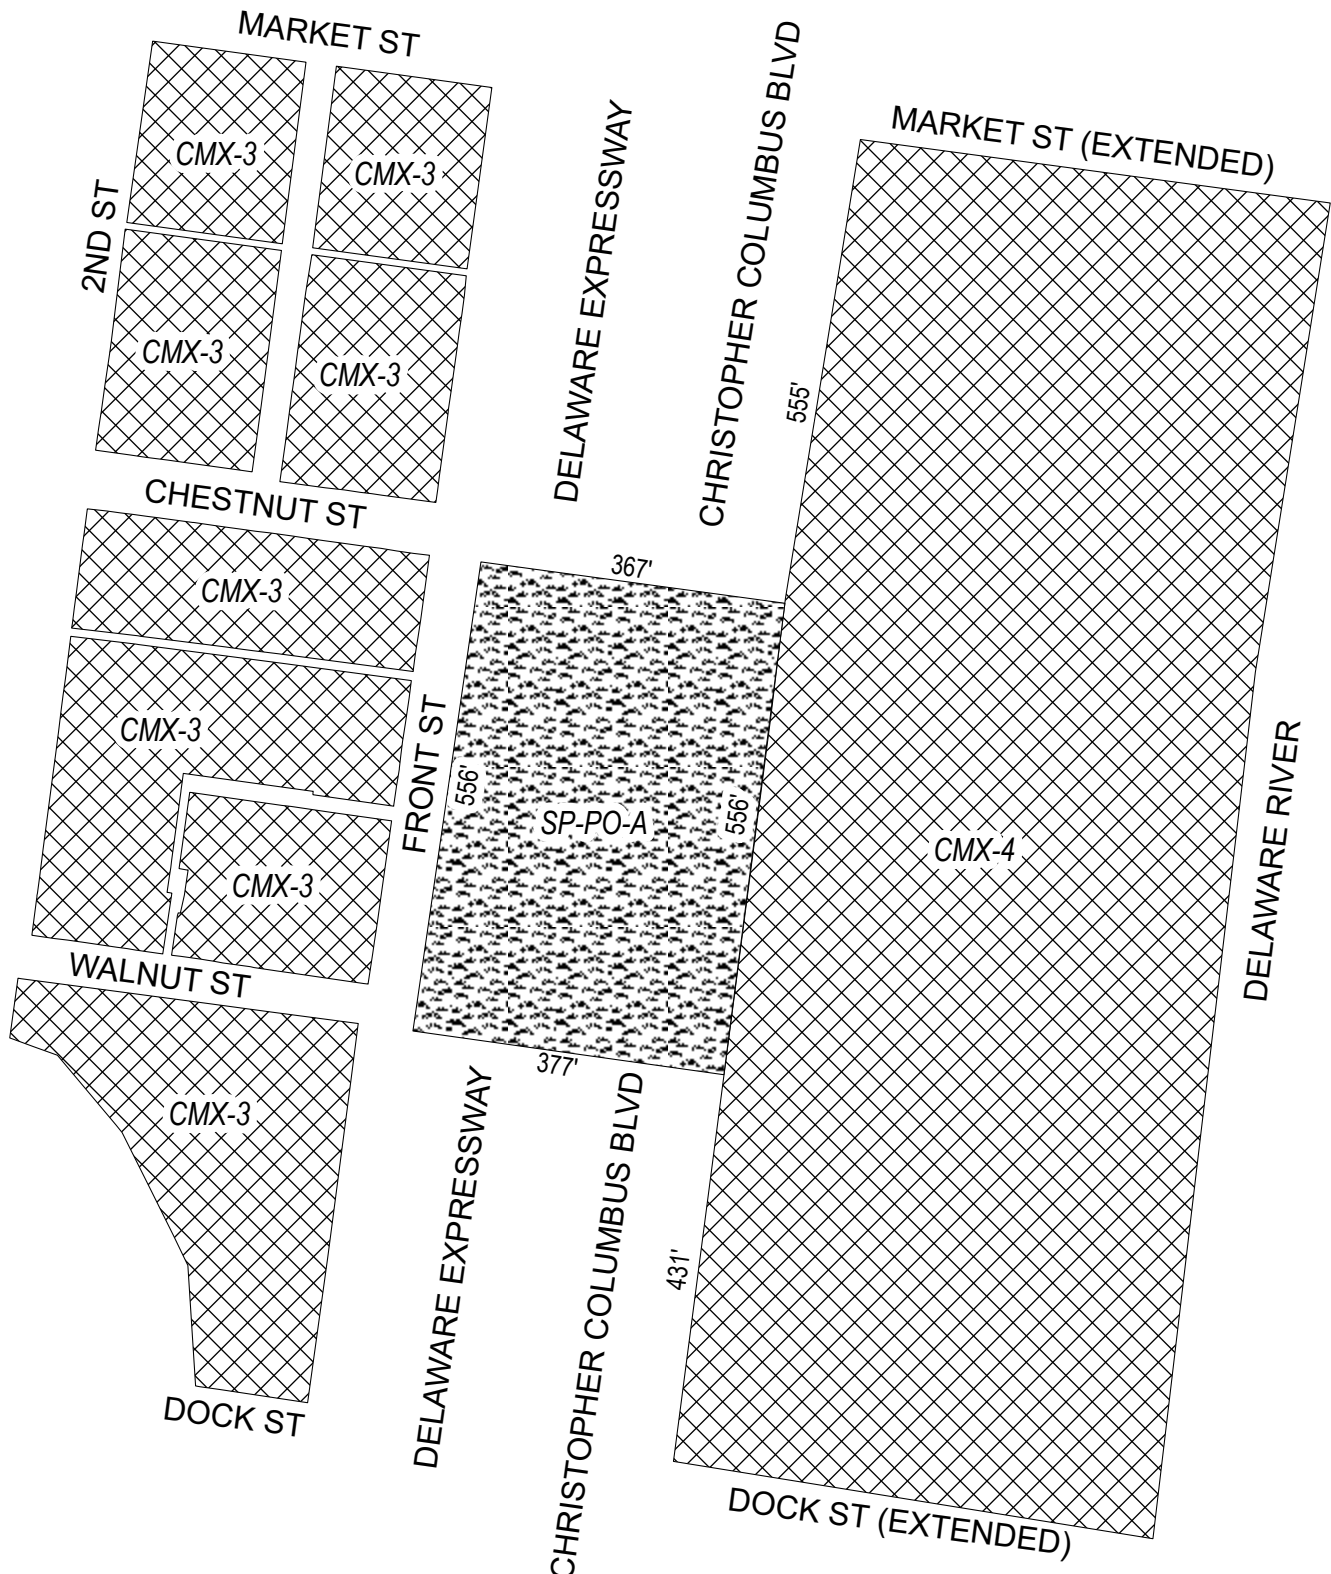 MARKET ST
CHRISTOPHER COLUMBUS BLVD
DELAWARE EXPRESSWAY
MARKET ST (EXTENDED)
CMX-3
CMX-3
2ND ST
CMX-3
CMX-3
555'
CHESTNUT ST
367'
CMX-3
CMX-3
FRONT ST
556'
SP-PO-A
556'
CMX-4
DELAWARE RIVER
CMX-3
WALNUT ST
377'
CMX-3
DELAWARE EXPRESSWAY
CHRISTOPHER COLUMBUS BLVD
431'
DOCK ST
DOCK ST (EXTENDED)